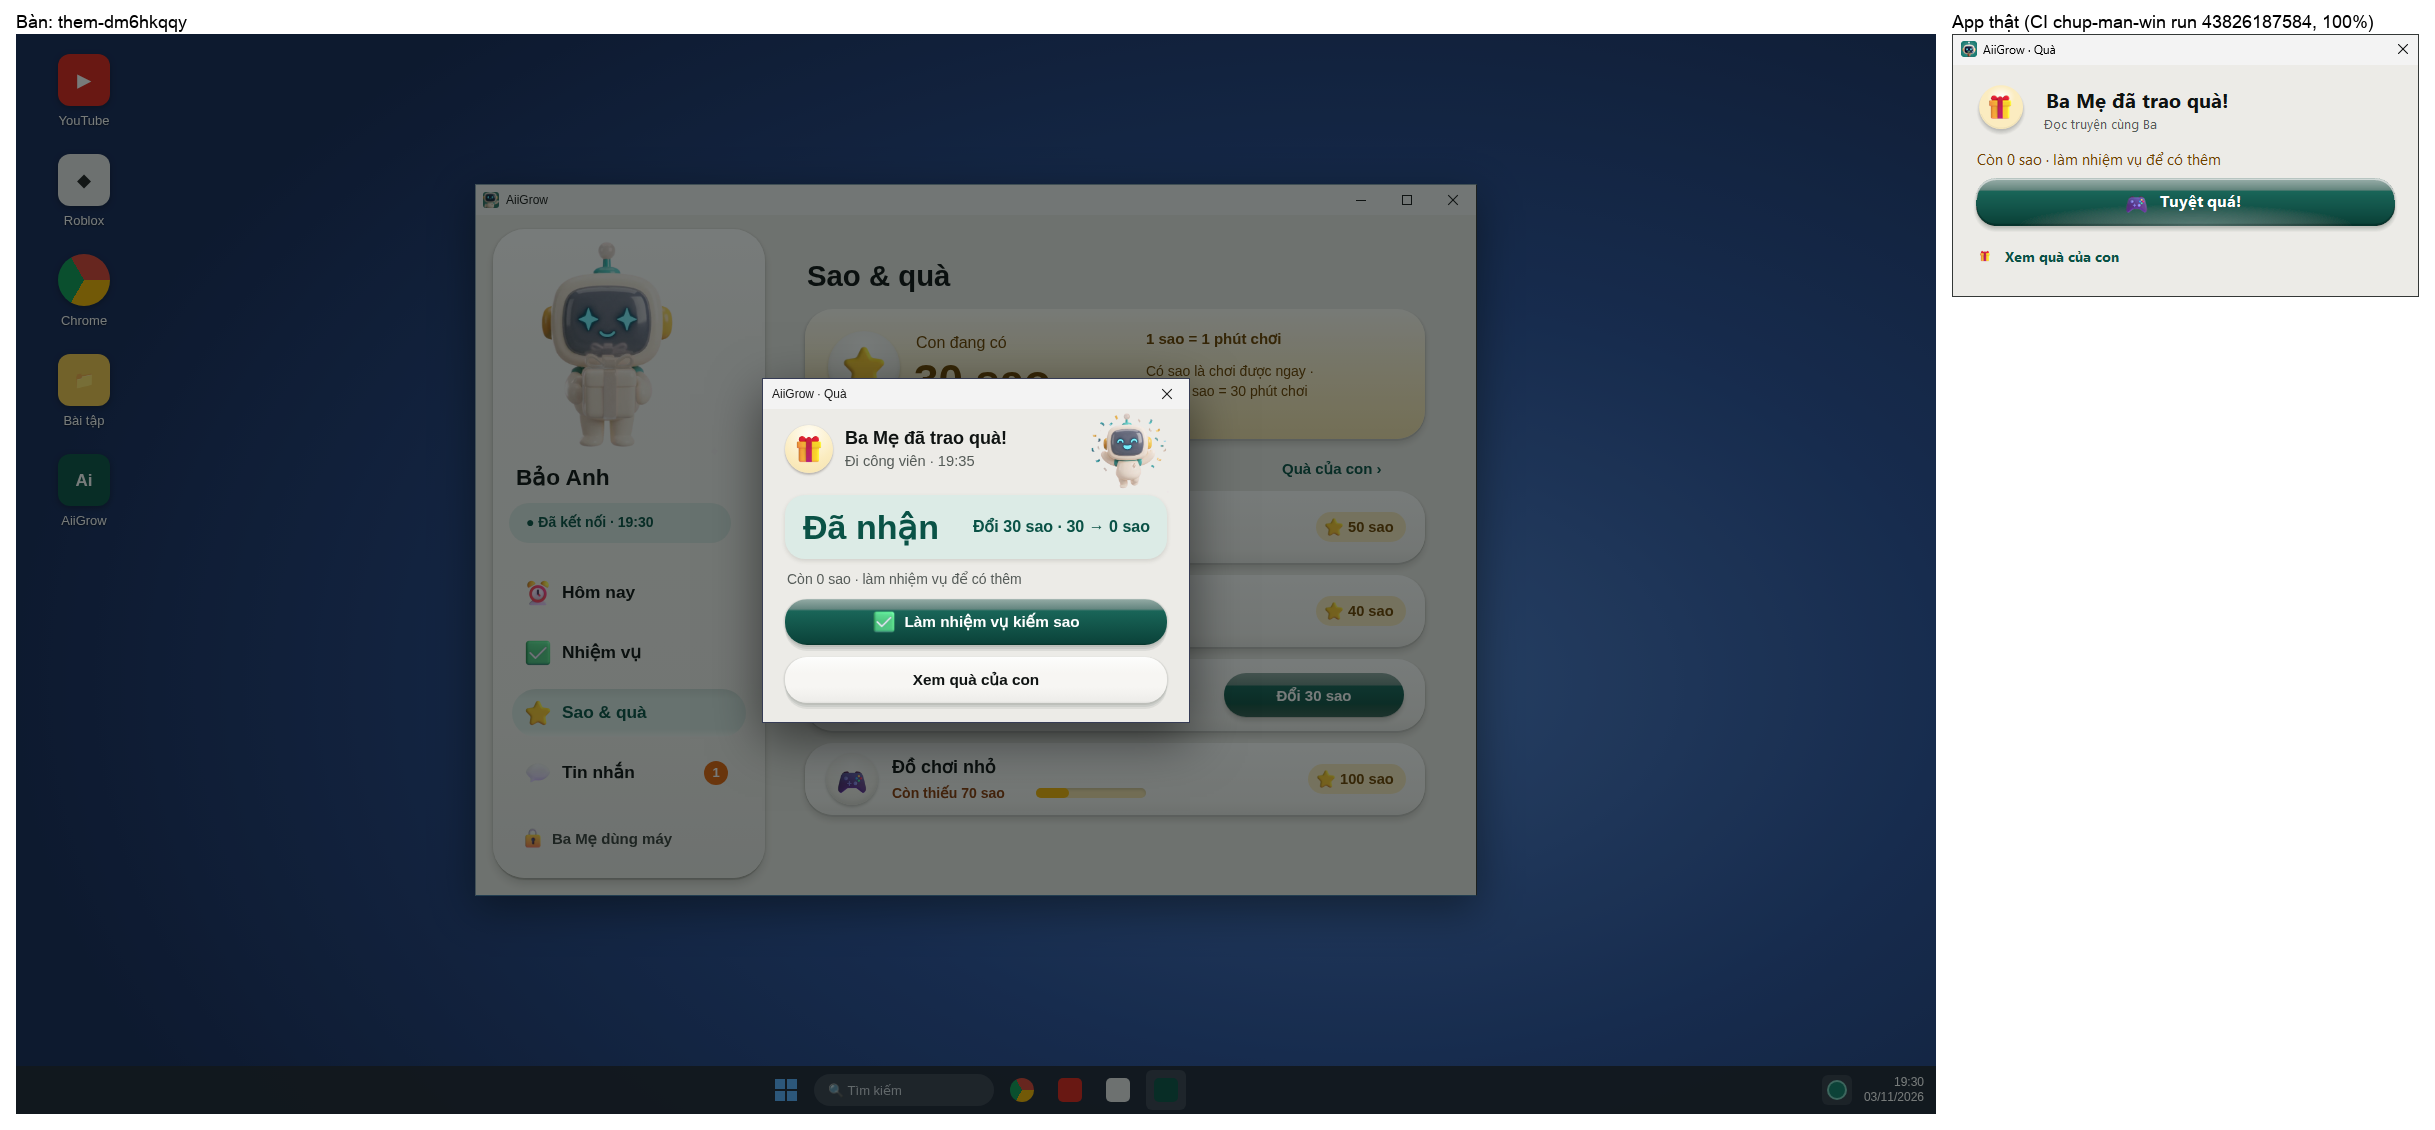 Bàn: them-dm6hkqqy
App thật (CI chup-man-win run 43826187584, 100%)
YouTube
Roblox
Chrome
Bài tập
Ai
AiiGrow
AiiGrow
Bảo Anh
● Đã kết nối · 19:30
Hôm nay
Nhiệm vụ
Sao & quà
Tin nhắn
1
Ba Mẹ dùng máy
Sao & quà
Con đang có
30 sao
1 sao = 1 phút chơi
Có sao là chơi được ngay ·
sao = 30 phút chơi
Quà của con ›
50 sao
40 sao
Đổi 30 sao
Đồ chơi nhỏ
Còn thiếu 70 sao
100 sao
AiiGrow · Quà
Ba Mẹ đã trao quà!
Đi công viên · 19:35
Đã nhận
Đổi 30 sao · 30 → 0 sao
Còn 0 sao · làm nhiệm vụ để có thêm
Làm nhiệm vụ kiếm sao
Xem quà của con
Tìm kiếm
19:30
03/11/2026
AiiGrow · Quà
Ba Mẹ đã trao quà!
Đọc truyện cùng Ba
Còn 0 sao · làm nhiệm vụ để có thêm
Tuyệt quá!
Xem quà của con